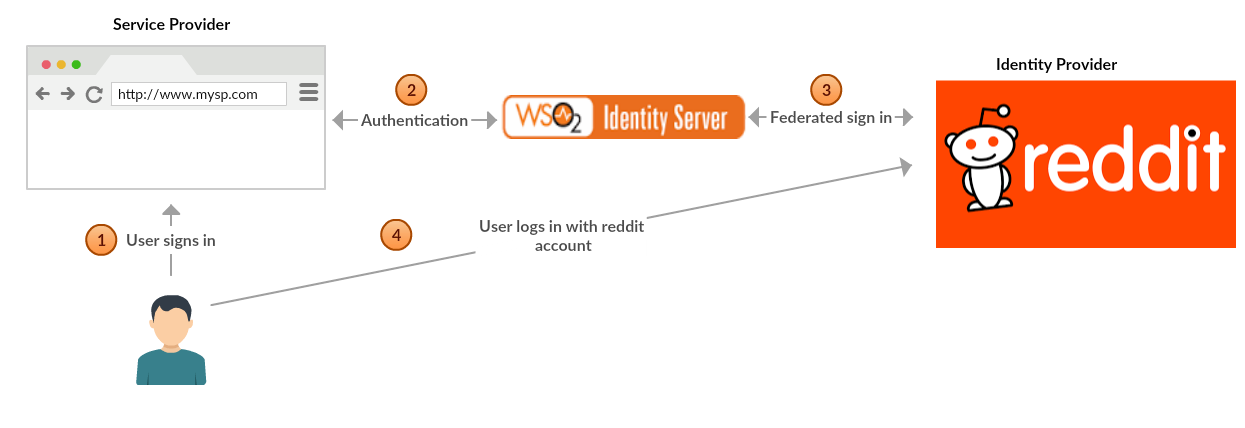 Service Provider
http://www.mysp.com
1
User signs in
2
Authentication
WSO2 Identity Server
3
Federated sign in
Identity Provider
reddit
4
User logs in with reddit
account